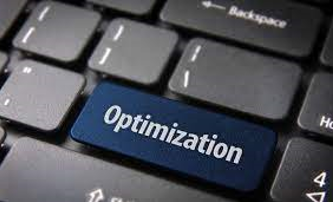 Backspace
{
[
}
]
Optimization